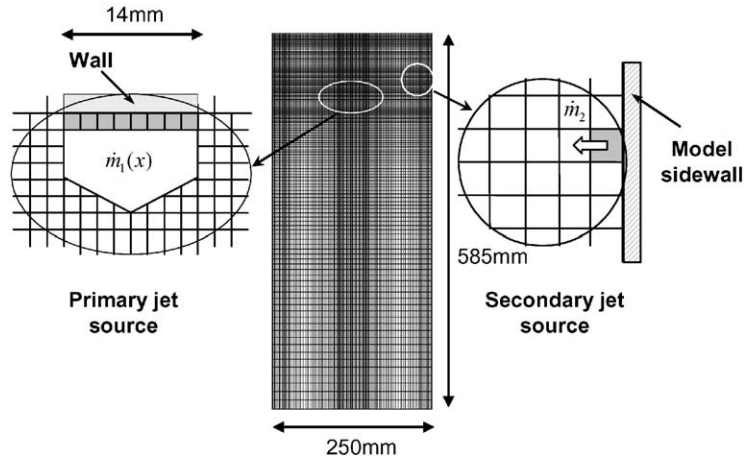 14mm
Wall
ṁ₁(x)
Primary jet
source
ṁ₂
Model
sidewall
585mm
Secondary jet
source
250mm